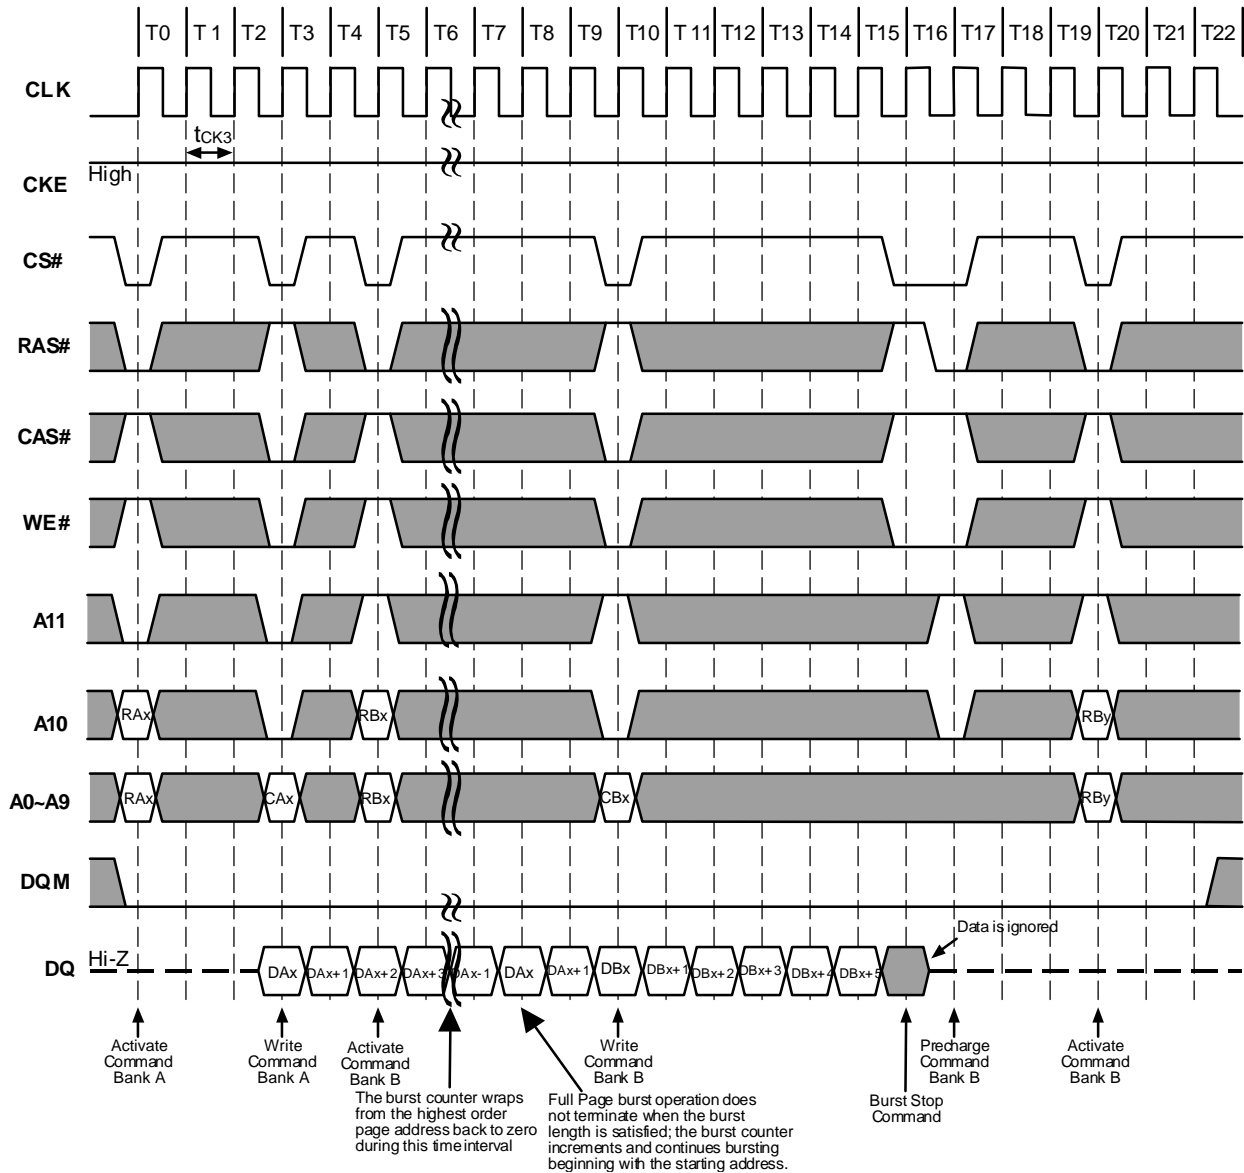 T0 T 1 T2 T3 T4 T5 T6 T7 T8 T9 T10 T 11 T12 T13 T14 T15 T16 T17 T18 T19 T20 T21 T22
CLK
tCK3
High
CKE
CS#
RAS#
CAS#
WE#
A11
A10 RAx RBx RBy
A0~A9 RAx CAx RBx CBx RBy
DQM
Data is ignored
DQ Hi-Z DAx DAx+1 DAx+2 DAx+3 DAx-1 DAx DAx+1 DBx DBx+1 DBx+2 DBx+3 DBx+4 DBx+5
Activate
Command
Bank A
Write
Command
Bank A
Activate
Command
Bank B
The burst counter wraps
from the highest order
page address back to zero
during this time interval
Full Page burst operation does
not terminate when the burst
length is satisfied; the burst counter
increments and continues bursting
beginning with the starting address.
Write
Command
Bank B
Burst Stop
Command
Precharge
Command
Bank B
Activate
Command
Bank B